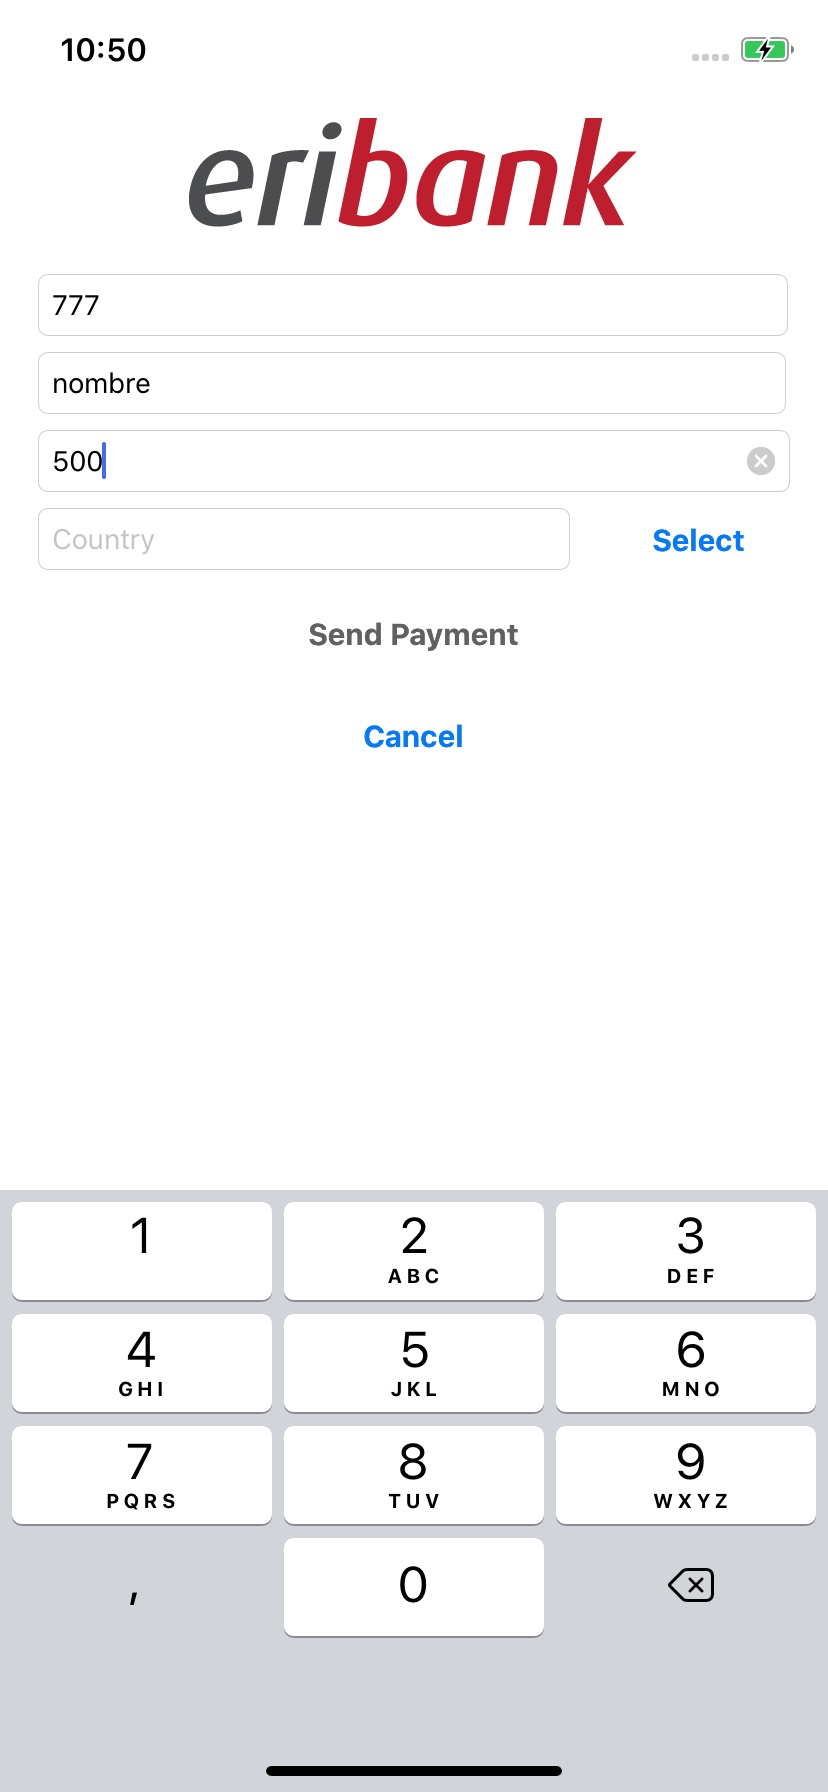 10:50
eribank
777
nombre
500
Country
Select
Send Payment
Cancel
1
2
ABC
3
DEF
4
GHI
5
JKL
6
MNO
7
PQRS
8
TUV
9
WXYZ
,
0